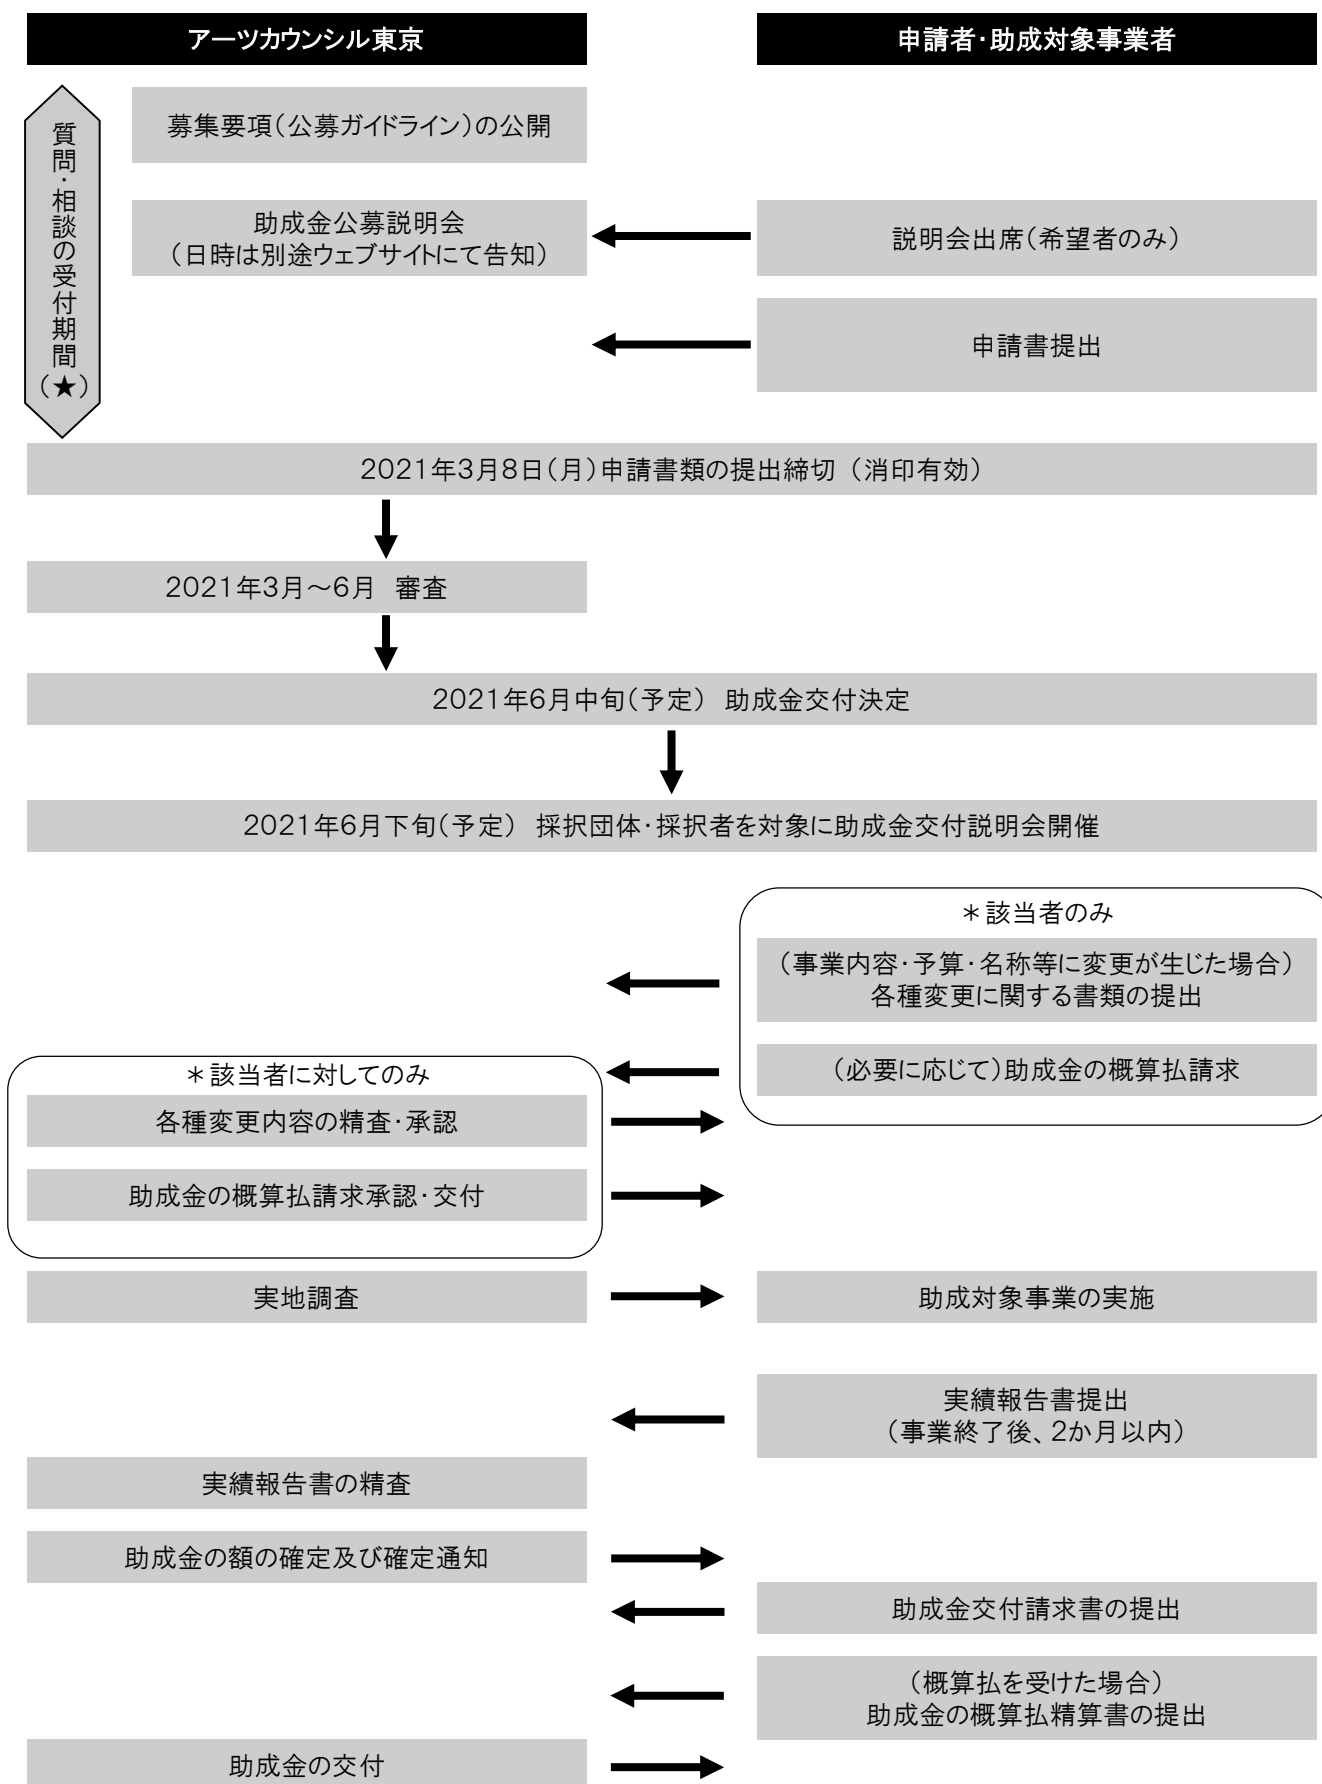 アーツカウンシル東京
申請者・助成対象事業者
質問・相談の受付期間(★)
募集要項(公募ガイドライン)の公開
助成金公募説明会
(日時は別途ウェブサイトにて告知)
説明会出席(希望者のみ)
申請書提出
2021年3月8日(月)申請書類の提出締切 (消印有効)
2021年3月~6月 審査
2021年6月中旬(予定) 助成金交付決定
2021年6月下旬(予定) 採択団体・採択者を対象に助成金交付説明会開催
＊該当者のみ
(事業内容・予算・名称等に変更が生じた場合)
各種変更に関する書類の提出
(必要に応じて)助成金の概算払請求
＊該当者に対してのみ
各種変更内容の精査・承認
助成金の概算払請求承認・交付
実地調査
助成対象事業の実施
実績報告書提出
(事業終了後、2か月以内)
実績報告書の精査
助成金の額の確定及び確定通知
助成金交付請求書の提出
(概算払を受けた場合)
助成金の概算払精算書の提出
助成金の交付